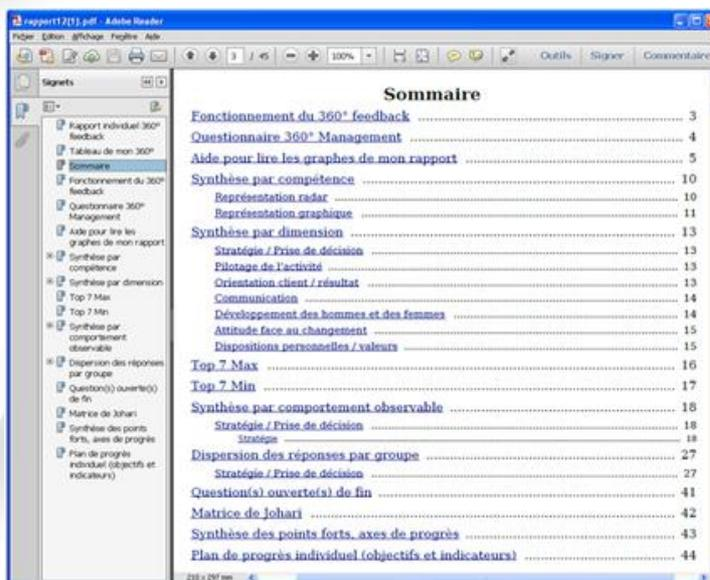 rapport12[1].pdf - Adobe Reader
Fichier Edition Affichage Fenêtre Aide
3 / 45 100% Outils Signer Commentaire
Signets
Rapport individuel 360°
feedback
Tableau de mon 360°
Sommaire
Fonctionnement du 360°
feedback
Questionnaire 360°
Management
Aide pour lire les
graphes de mon rapport
Synthèse par
compétence
Synthèse par dimension
Top 7 Max
Top 7 Min
Synthèse par
comportement
observable
Dispersion des réponses
par groupe
Question(s) ouverte(s)
de fin
Matrice de Johari
Synthèse des points
forts, axes de progrès
Plan de progrès
individuel (objectifs et
indicateurs)
Sommaire
Fonctionnement du 360° feedback 3
Questionnaire 360° Management 4
Aide pour lire les graphes de mon rapport 5
Synthèse par compétence 10
Représentation radar 10
Représentation graphique 11
Synthèse par dimension 13
Stratégie / Prise de décision 13
Pilotage de l'activité 13
Orientation client / résultat 13
Communication 14
Développement des hommes et des femmes 14
Attitude face au changement 15
Dispositions personnelles / valeurs 15
Top 7 Max 16
Top 7 Min 17
Synthèse par comportement observable 18
Stratégie / Prise de décision 18
Stratégie 18
Dispersion des réponses par groupe 27
Stratégie / Prise de décision 27
Question(s) ouverte(s) de fin 41
Matrice de Johari 42
Synthèse des points forts, axes de progrès 43
Plan de progrès individuel (objectifs et indicateurs) 44
210 x 297 mm